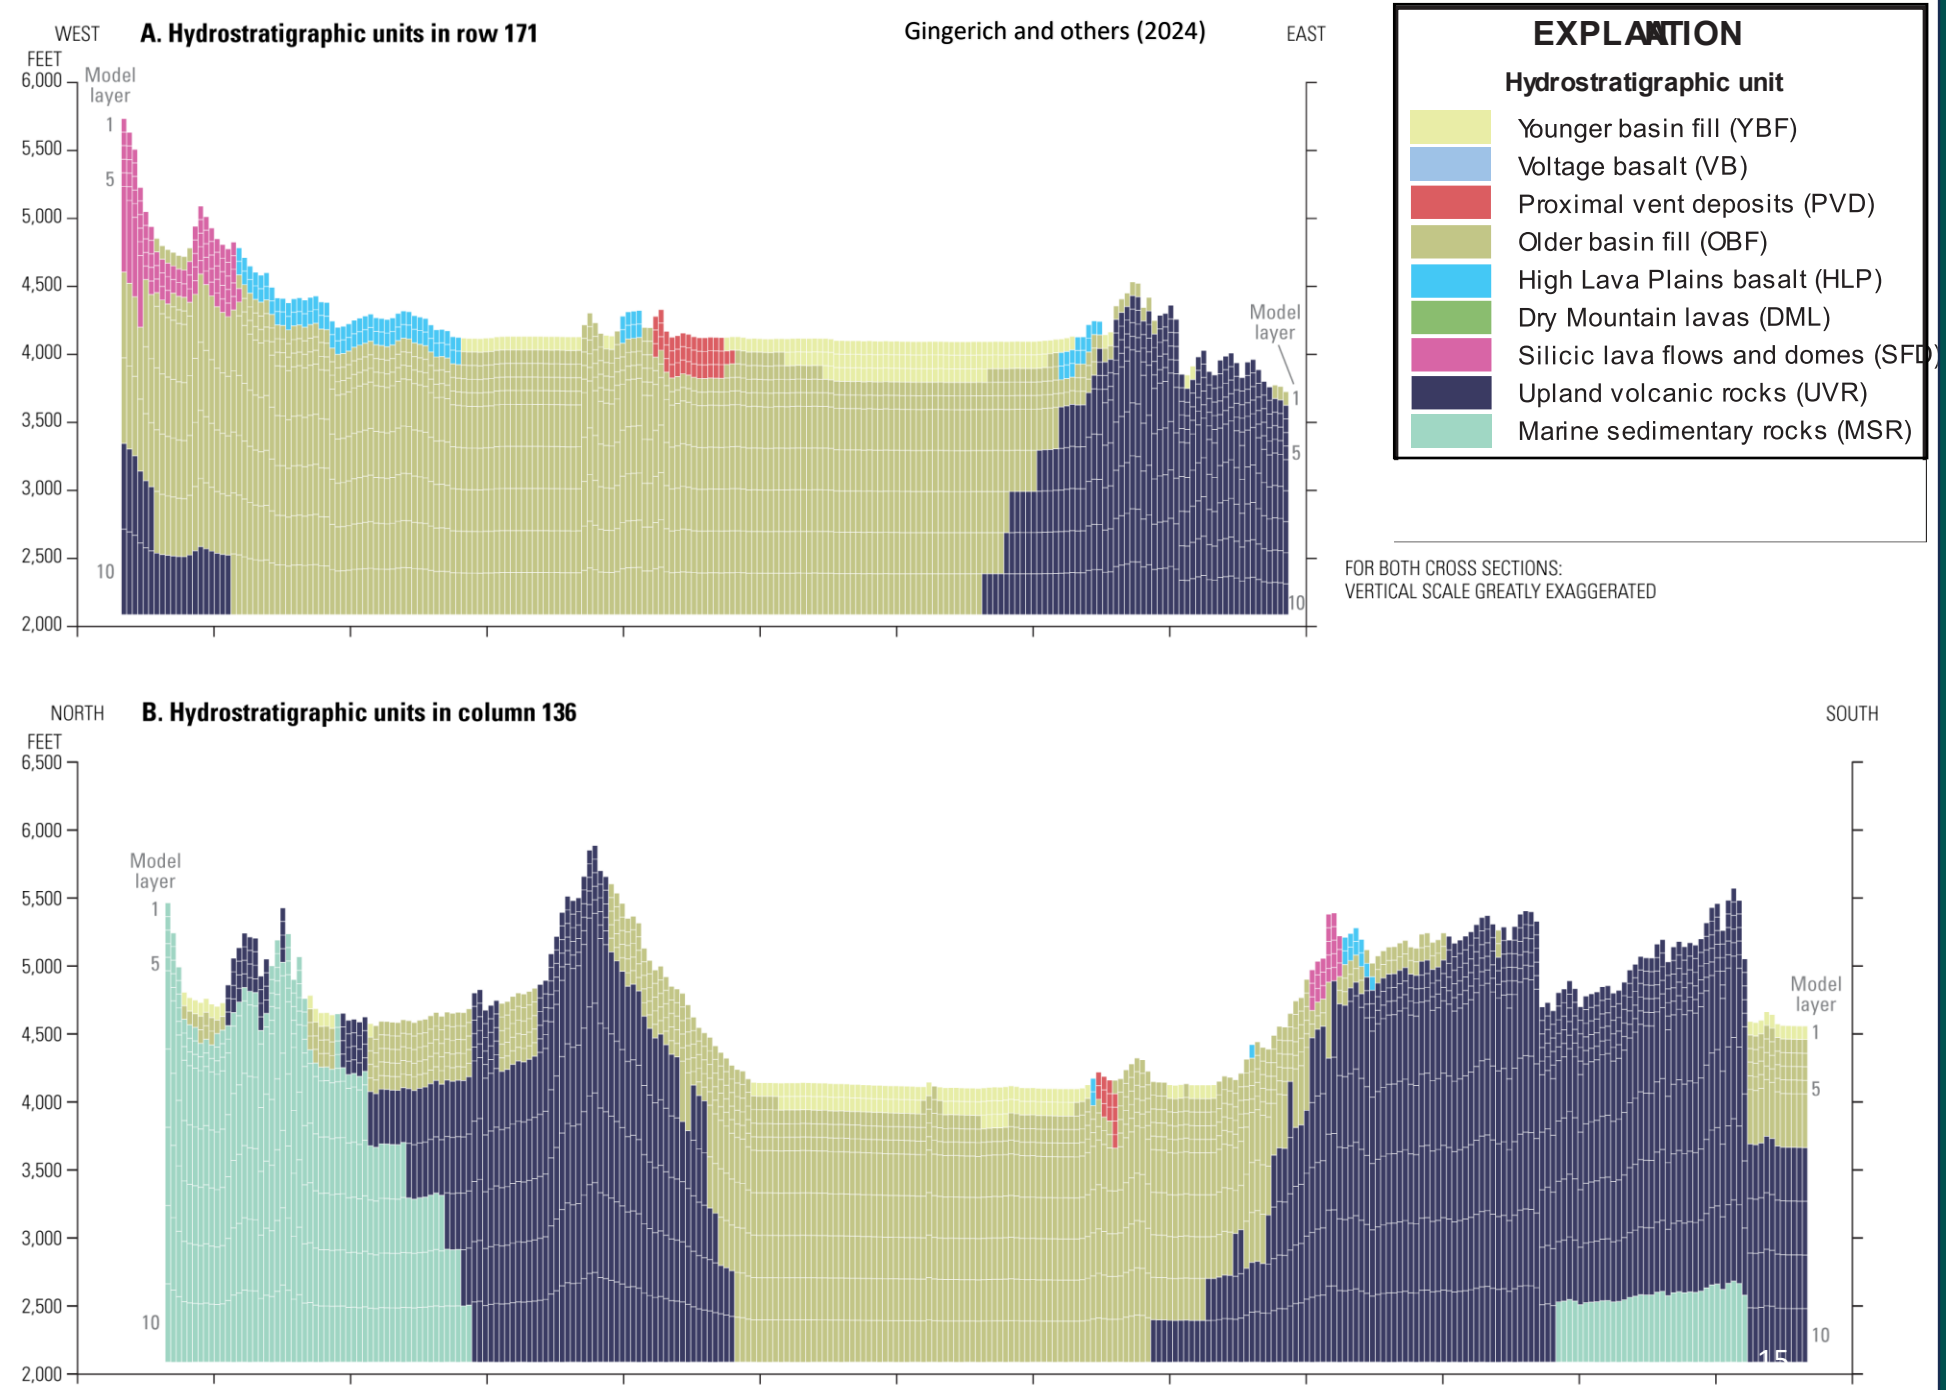 WEST
A. Hydrostratigraphic units in row 171
Gingerich and others (2024)
EAST
FEET
6,000
5,500
5,000
4,500
4,000
3,500
3,000
2,500
2,000
Model
layer
1
5
10
Model
layer
1
5
10
EXPLANATION
Hydrostratigraphic unit
Younger basin fill (YBF)
Voltage basalt (VB)
Proximal vent deposits (PVD)
Older basin fill (OBF)
High Lava Plains basalt (HLP)
Dry Mountain lavas (DML)
Silicic lava flows and domes (SFD)
Upland volcanic rocks (UVR)
Marine sedimentary rocks (MSR)
FOR BOTH CROSS SECTIONS:
VERTICAL SCALE GREATLY EXAGGERATED
NORTH
B. Hydrostratigraphic units in column 136
SOUTH
FEET
6,500
6,000
5,500
5,000
4,500
4,000
3,500
3,000
2,500
2,000
Model
layer
1
5
10
Model
layer
1
5
10
15